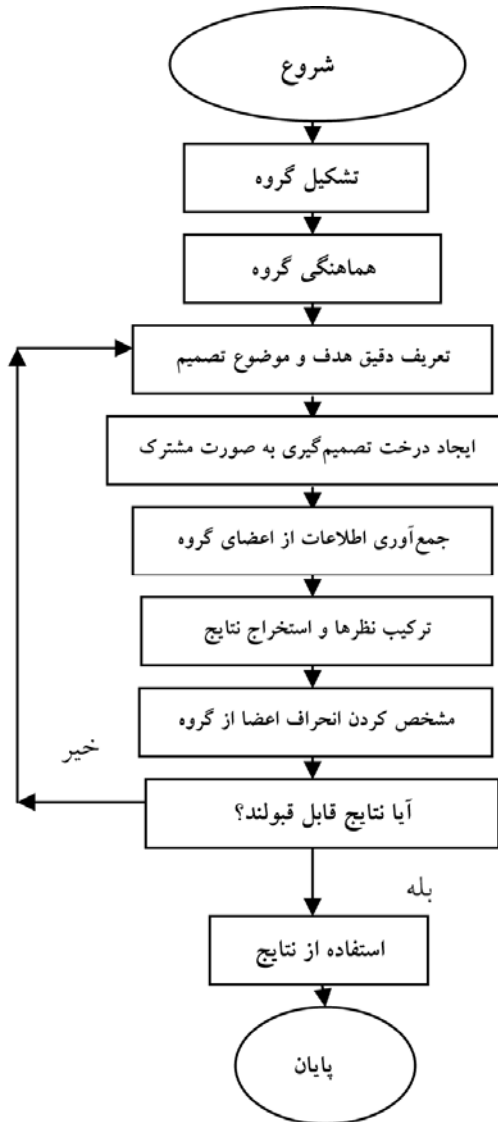 شروع
تشکیل گروه
هماهنگی گروه
تعریف دقیق هدف و موضوع تصمیم
ایجاد درخت تصمیم‌گیری به صورت مشترک
جمع‌آوری اطلاعات از اعضای گروه
ترکیب نظرها و استخراج نتایج
مشخص کردن انحراف اعضا از گروه
خیر
آیا نتایج قابل قبولند؟
بله
استفاده از نتایج
پایان